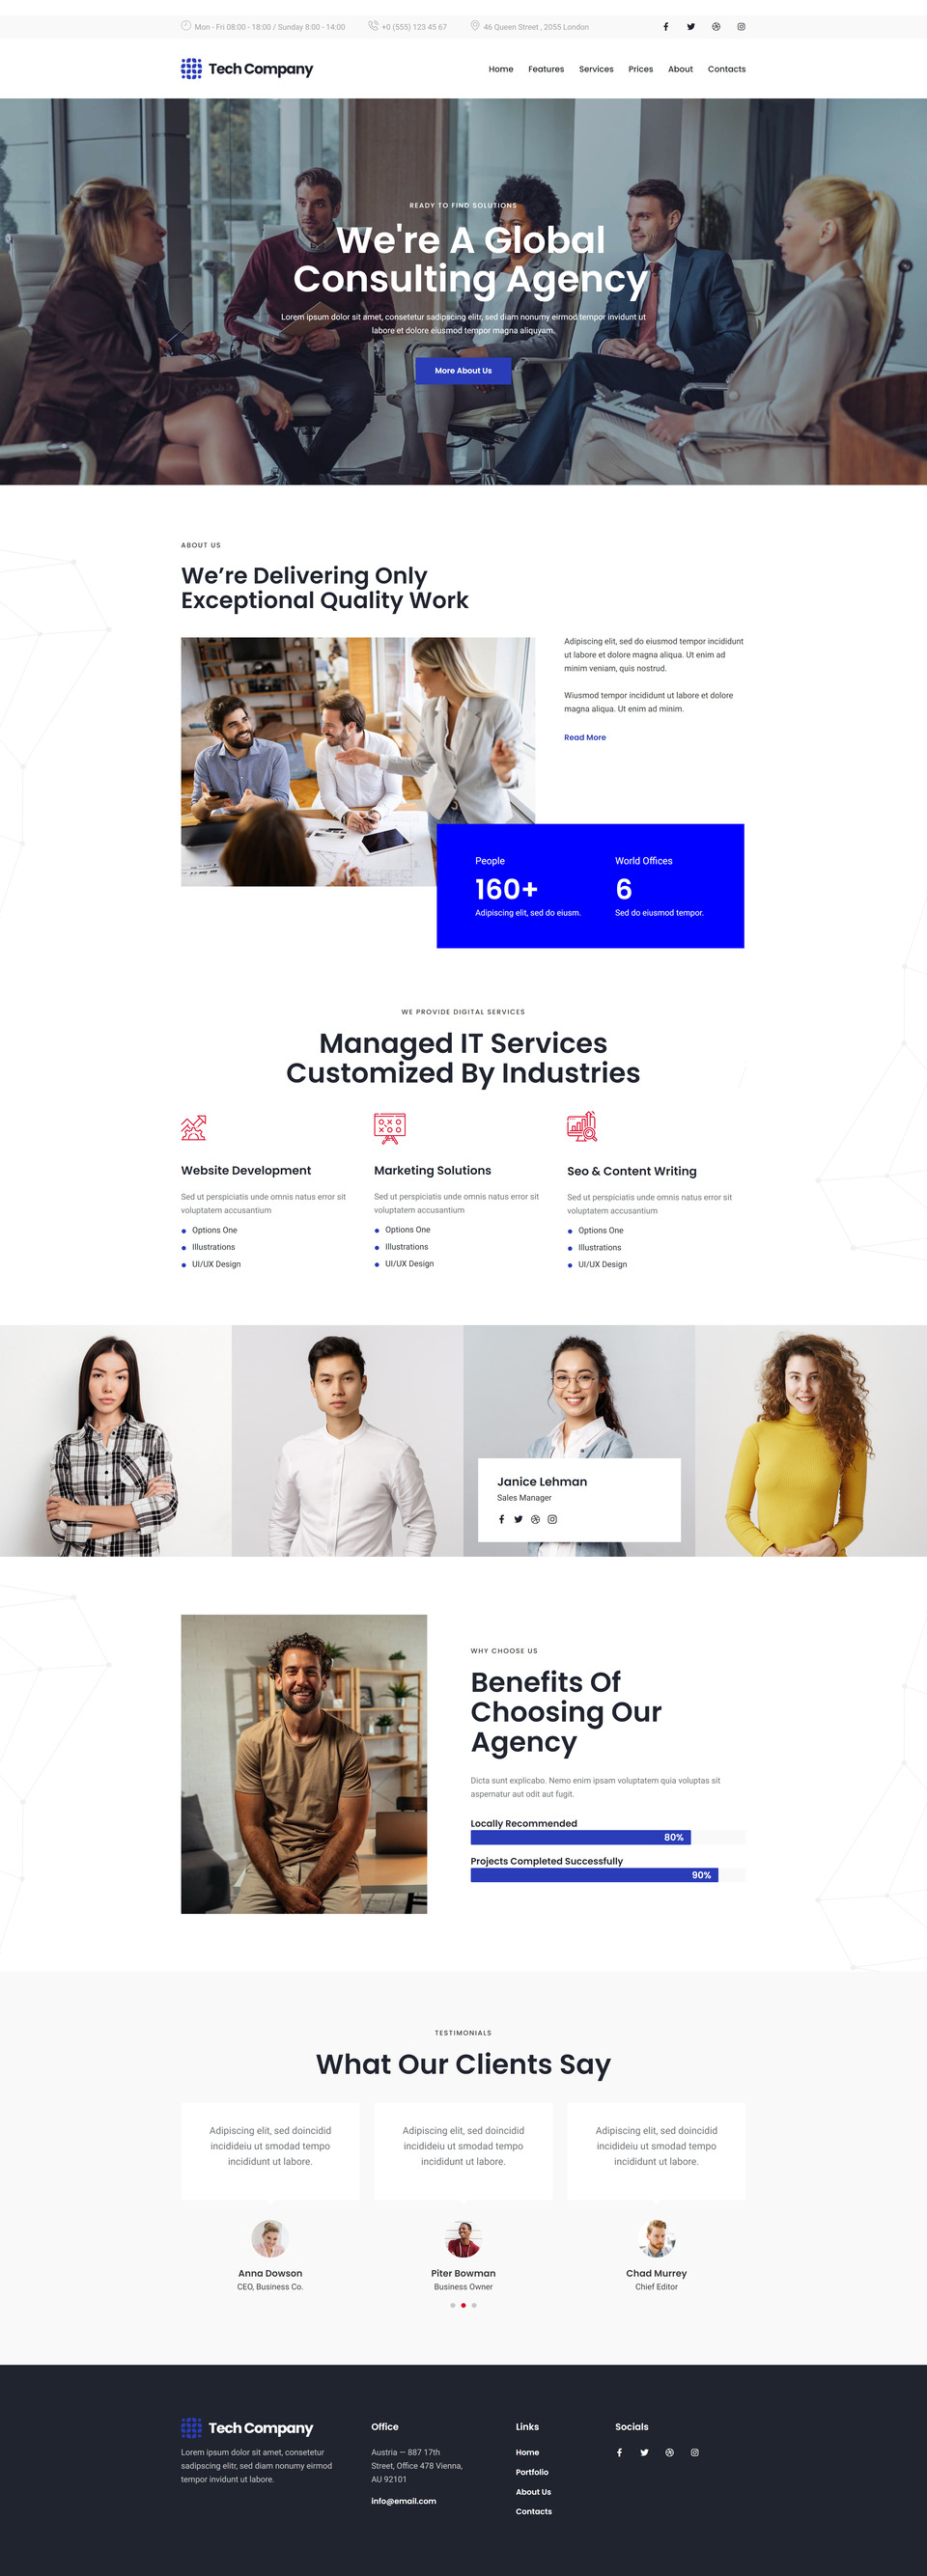 Mon - Fri 08:00 - 18:00 / Sunday 8:00 - 14:00
+0 (555) 123 45 67
46 Queen Street , 2055 London
Tech Company
Home
Features
Services
Prices
About
Contacts
READY TO FIND SOLUTIONS
We're A Global
Consulting Agency
Lorem ipsum dolor sit amet, consetetur sadipscing elitr, sed diam nonumy eirmod tempor invidunt ut
labore et dolore eiusmod tempor magna aliquyam.
More About Us
ABOUT US
We’re Delivering Only
Exceptional Quality Work
Adipiscing elit, sed do eiusmod tempor incididunt
ut labore et dolore magna aliqua. Ut enim ad
minim veniam, quis nostrud.
Wiusmod tempor incididunt ut labore et dolore
magna aliqua. Ut enim ad minim.
Read More
People
160+
Adipiscing elit, sed do eiusm.
World Offices
6
Sed do eiusmod tempor.
WE PROVIDE DIGITAL SERVICES
Managed IT Services
Customized By Industries
Website Development
Sed ut perspiciatis unde omnis natus error sit
voluptatem accusantium
Options One
Illustrations
UI/UX Design
Marketing Solutions
Sed ut perspiciatis unde omnis natus error sit
voluptatem accusantium
Options One
Illustrations
UI/UX Design
Seo & Content Writing
Sed ut perspiciatis unde omnis natus error sit
voluptatem accusantium
Options One
Illustrations
UI/UX Design
Janice Lehman
Sales Manager
WHY CHOOSE US
Benefits Of
Choosing Our
Agency
Dicta sunt explicabo. Nemo enim ipsam voluptatem quia voluptas sit
aspernatur aut odit aut fugit.
Locally Recommended
80%
Projects Completed Successfully
90%
TESTIMONIALS
What Our Clients Say
Adipiscing elit, sed doincidid
incidideiu ut smodad tempo
incididunt ut labore.
Anna Dowson
CEO, Business Co.
Adipiscing elit, sed doincidid
incidideiu ut smodad tempo
incididunt ut labore.
Piter Bowman
Business Owner
Adipiscing elit, sed doincidid
incidideiu ut smodad tempo
incididunt ut labore.
Chad Murrey
Chief Editor
Tech Company
Lorem ipsum dolor sit amet, consetetur
sadipscing elitr, sed diam nonumy eirmod
tempor invidunt ut labore.
Office
Austria — 887 17th
Street, Office 478 Vienna,
AU 92101
info@email.com
Links
Home
Portfolio
About Us
Contacts
Socials